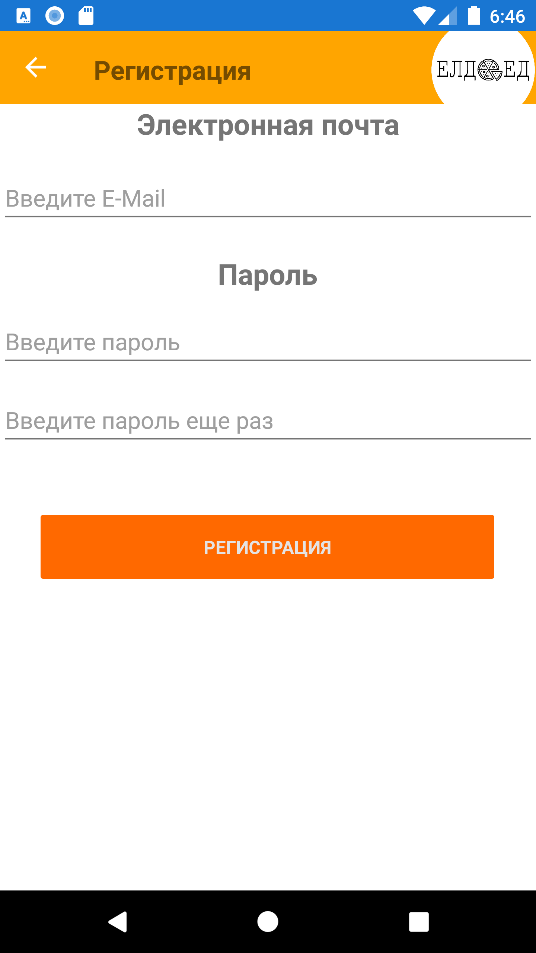 6:46
Регистрация
ЕЛДОЕД
Электронная почта
Введите E-Mail
Пароль
Введите пароль
Введите пароль еще раз
РЕГИСТРАЦИЯ